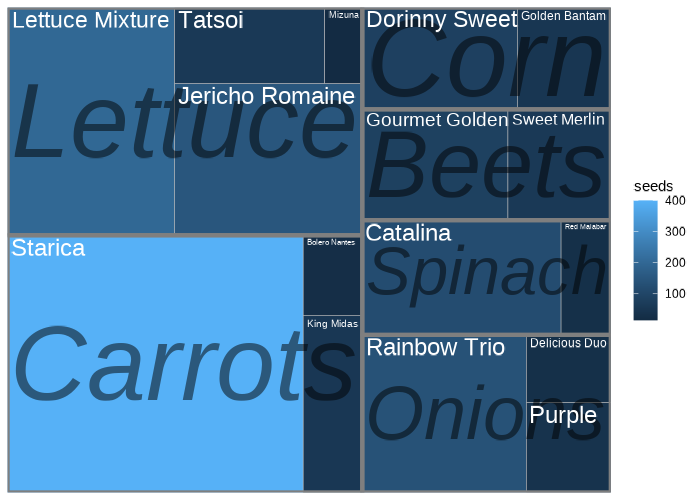 Lettuce Mixture
Tatsoi
Mizuna
Jericho Romaine
Lettuce
Starica
Bolero Nantes
King Midas
Carrots
Dorinny Sweet
Golden Bantam
Corn
Gourmet Golden
Sweet Merlin
Beets
Catalina
Red Malabar
Spinach
Rainbow Trio
Delicious Duo
Purple
Onions
seeds
400
300
200
100